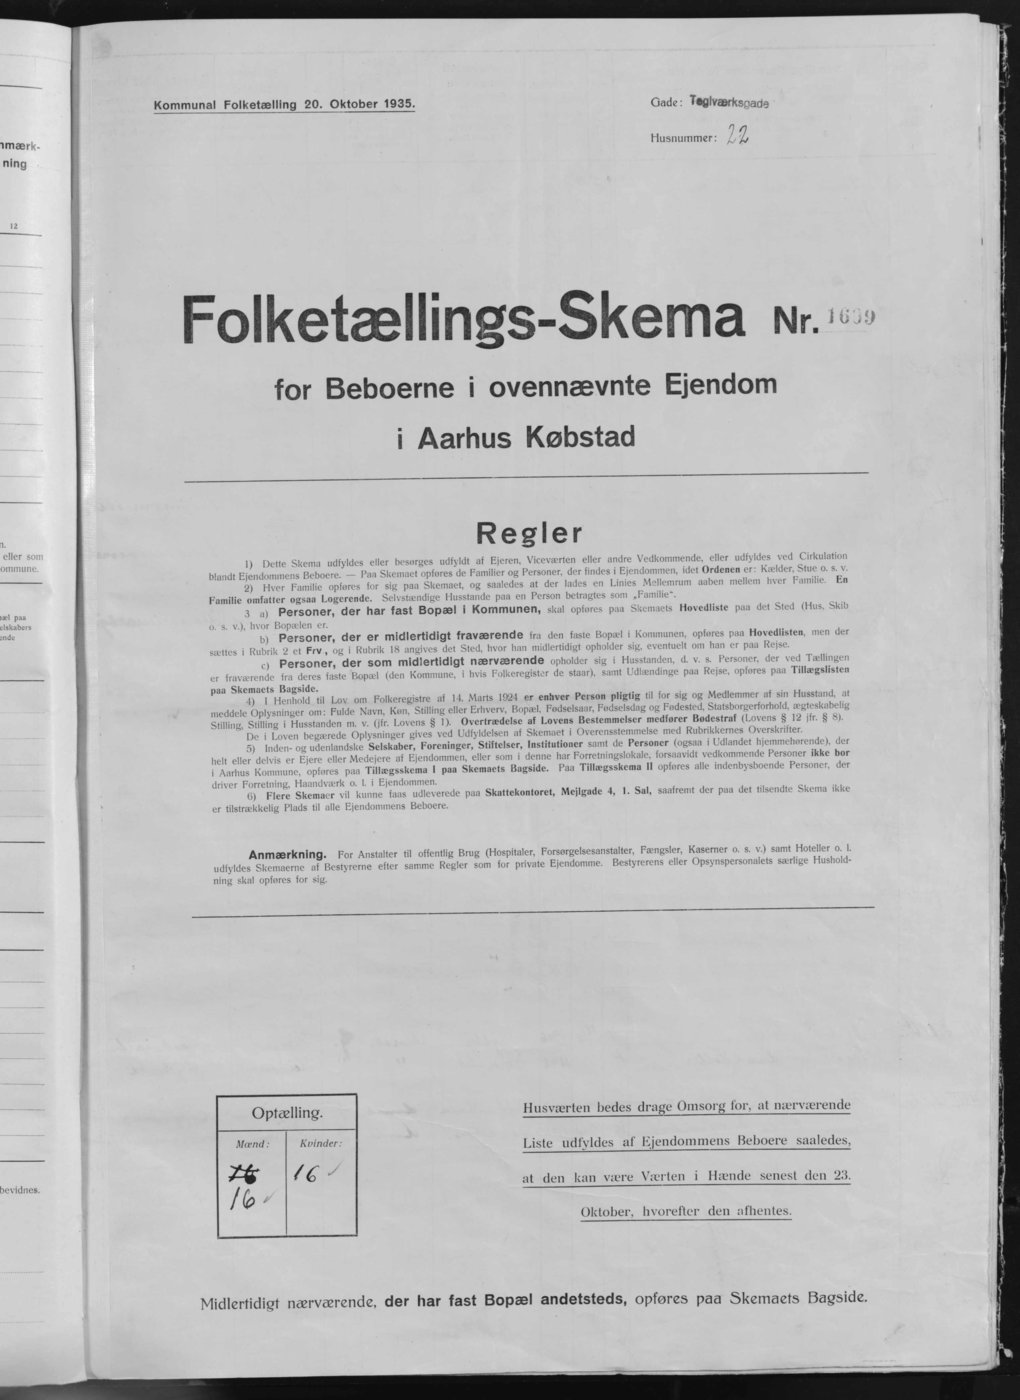 nmærk-
ning
12
n.
eller som
ommune.
pæl paa
elskabers
ende
bevidnes.
Kommunal Folketælling 20. Oktober 1935.
Gade: Teglværksgade
Husnummer: 22
Folketællings-Skema Nr. 1639
for Beboerne i ovennævnte Ejendom
i Aarhus Købstad
Regler
1) Dette Skema udfyldes eller besørges udfyldt af Ejeren, Viceværten eller andre Vedkommende, eller udfyldes ved Cirkulation
blandt Ejendommens Beboere. — Paa Skemaet opføres de Familier og Personer, der findes i Ejendommen, idet Ordenen er: Kælder, Stue o. s. v.
2) Hver Familie opføres for sig paa Skemaet, og saaledes at der lades en Linies Mellemrum aaben mellem hver Familie. En
Familie omfatter ogsaa Logerende. Selvstændige Husstande paa en Person betragtes som „Familie“.
3 a) Personer, der har fast Bopæl i Kommunen, skal opføres paa Skemaets Hovedliste paa det Sted (Hus, Skib
o. s. v.), hvor Bopælen er.
b) Personer, der er midlertidigt fraværende fra den faste Bopæl i Kommunen, opføres paa Hovedlisten, men der
sættes i Rubrik 2 et Frv., og i Rubrik 18 angives det Sted, hvor han midlertidigt opholder sig, eventuelt om han er paa Rejse.
c) Personer, der som midlertidigt nærværende opholder sig i Husstanden, d. v. s. Personer, der ved Tællingen
er fraværende fra deres faste Bopæl (den Kommune, i hvis Folkeregister de staar), samt Udlændinge paa Rejse, opføres paa Tillægslisten
paa Skemaets Bagside.
4) I Henhold til Lov om Folkeregistre af 14. Marts 1924 er enhver Person pligtig til for sig og Medlemmer af sin Husstand, at
meddele Oplysninger om: Fulde Navn, Køn, Stilling eller Erhverv, Bopæl, Fødselsaar, Fødselsdag og Fødested, Statsborgerforhold, ægteskabelig
Stilling, Stilling i Husstanden m. v. (jfr. Lovens § 1). Overtrædelse af Lovens Bestemmelser medfører Bødestraf (Lovens § 12 jfr. § 8).
De i Loven begærede Oplysninger gives ved Udfyldelsen af Skemaet i Overensstemmelse med Rubrikkernes Overskrifter.
5) Inden- og udenlandske Selskaber, Foreninger, Stiftelser, Institutioner samt de Personer (ogsaa i Udlandet hjemmehørende), der
helt eller delvis er Ejere eller Medejere af Ejendommen, eller som i denne har Forretningslokale, forsaavidt vedkommende Personer ikke bor
i Aarhus Kommune, opføres paa Tillægsskema I paa Skemaets Bagside. Paa Tillægsskema II opføres alle indenbysboende Personer, der
driver Forretning, Haandværk o. l. i Ejendommen.
6) Flere Skemaer vil kunne faas udleverede paa Skattekontoret, Mejlgade 4, 1. Sal, saafremt der paa det tilsendte Skema ikke
er tilstrækkelig Plads til alle Ejendommens Beboere.
Anmærkning. For Anstalter til offentlig Brug (Hospitaler, Forsørgelsesanstalter, Fængsler, Kaserner o. s. v.) samt Hoteller o. l.
udfyldes Skemaerne af Bestyrerne efter samme Regler som for private Ejendomme. Bestyrerens eller Opsynspersonalets særlige Hushold-
ning skal opføres for sig.
Optælling.
Mænd: Kvinder:
16 16
16
Husværten bedes drage Omsorg for, at nærværende
Liste udfyldes af Ejendommens Beboere saaledes,
at den kan være Værten i Hænde senest den 23.
Oktober, hvorefter den afhentes.
Midlertidigt nærværende, der har fast Bopæl andetsteds, opføres paa Skemaets Bagside.